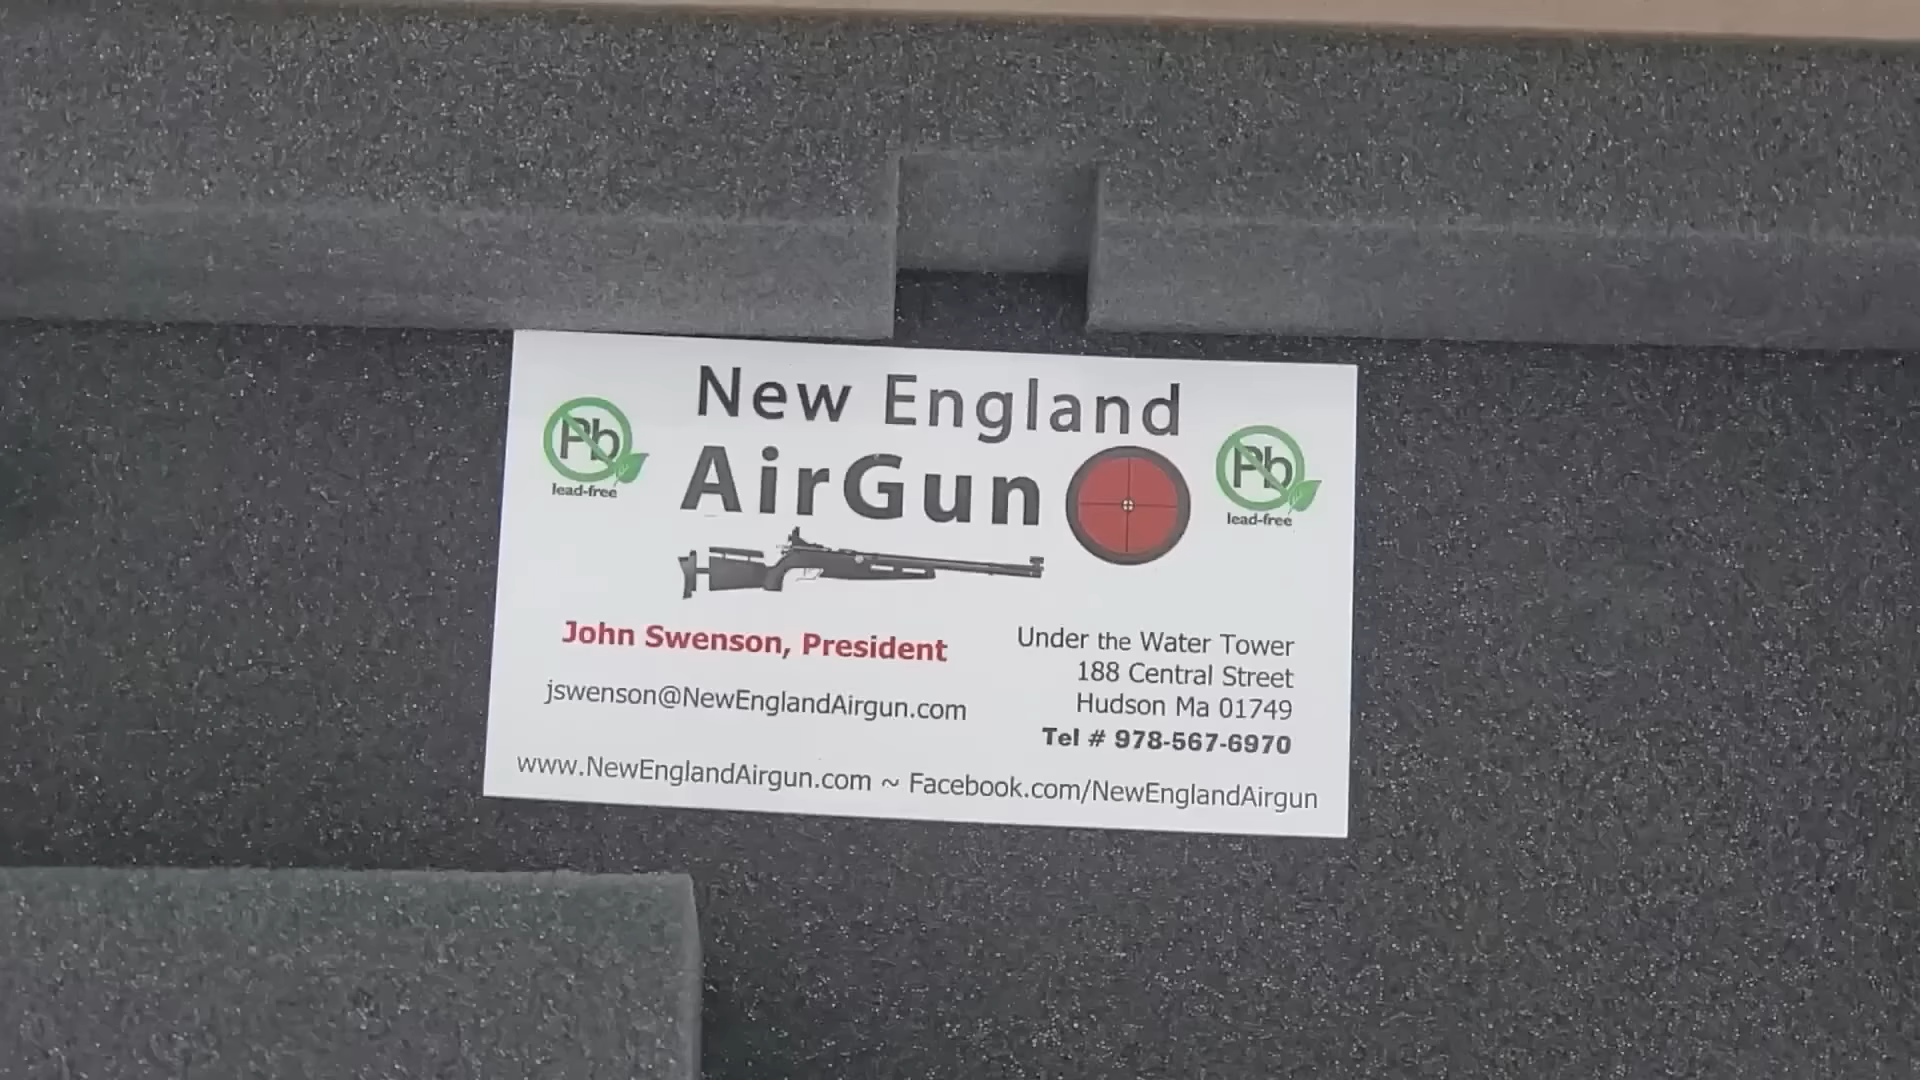 New England
AirGun
Pb
lead-free
Pb
lead-free
John Swenson, President
jswenson@NewEnglandAirgun.com
Under the Water Tower
188 Central Street
Hudson Ma 01749
Tel # 978-567-6970
www.NewEnglandAirgun.com ~ Facebook.com/NewEnglandAirgun